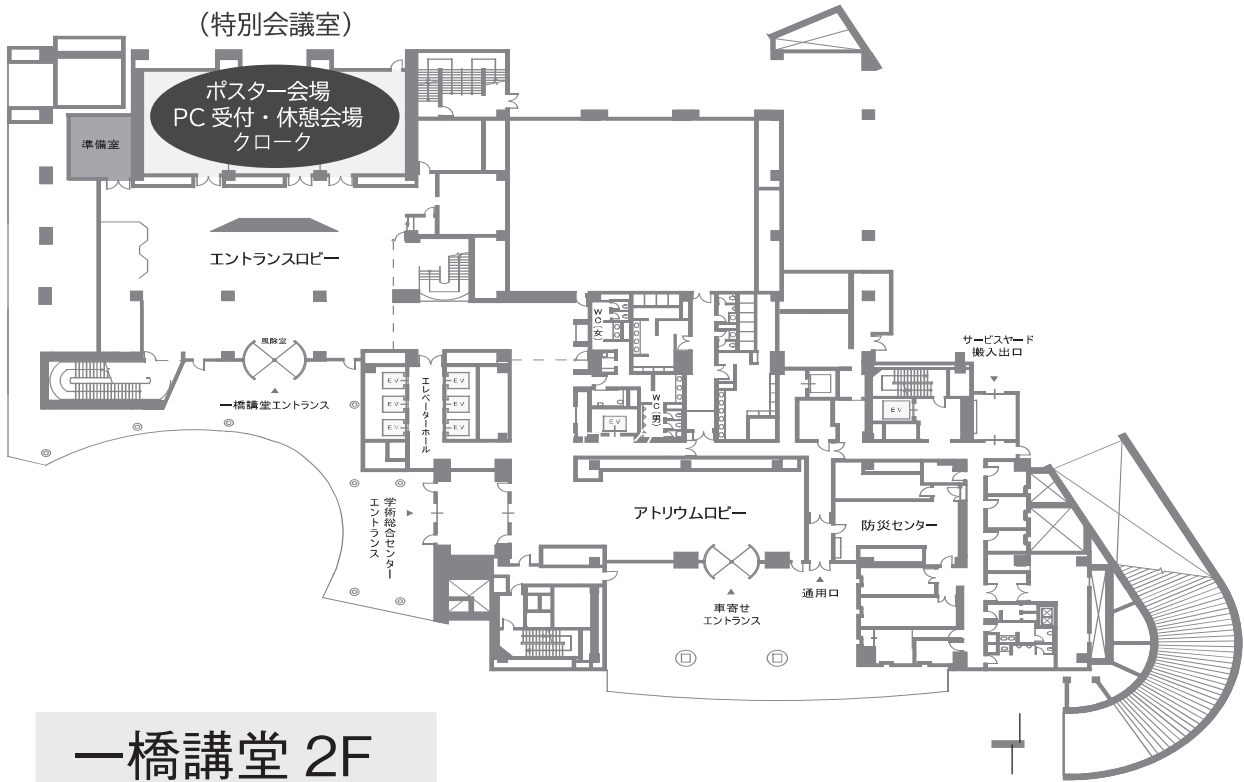 （特別会議室）
ポスター会場
PC 受付・休憩会場
クローク
準備室
エントランスロビー
風除室
一橋講堂エントランス
WC（女）
EV
EV
EV
EV
EV
EV
エレベーターホール
EV
WC（男）
EV
サービスヤード
搬入出口
学術総合センター
エントランス
アトリウムロビー
防災センター
車寄せ
エントランス
通用口
一橋講堂 2F